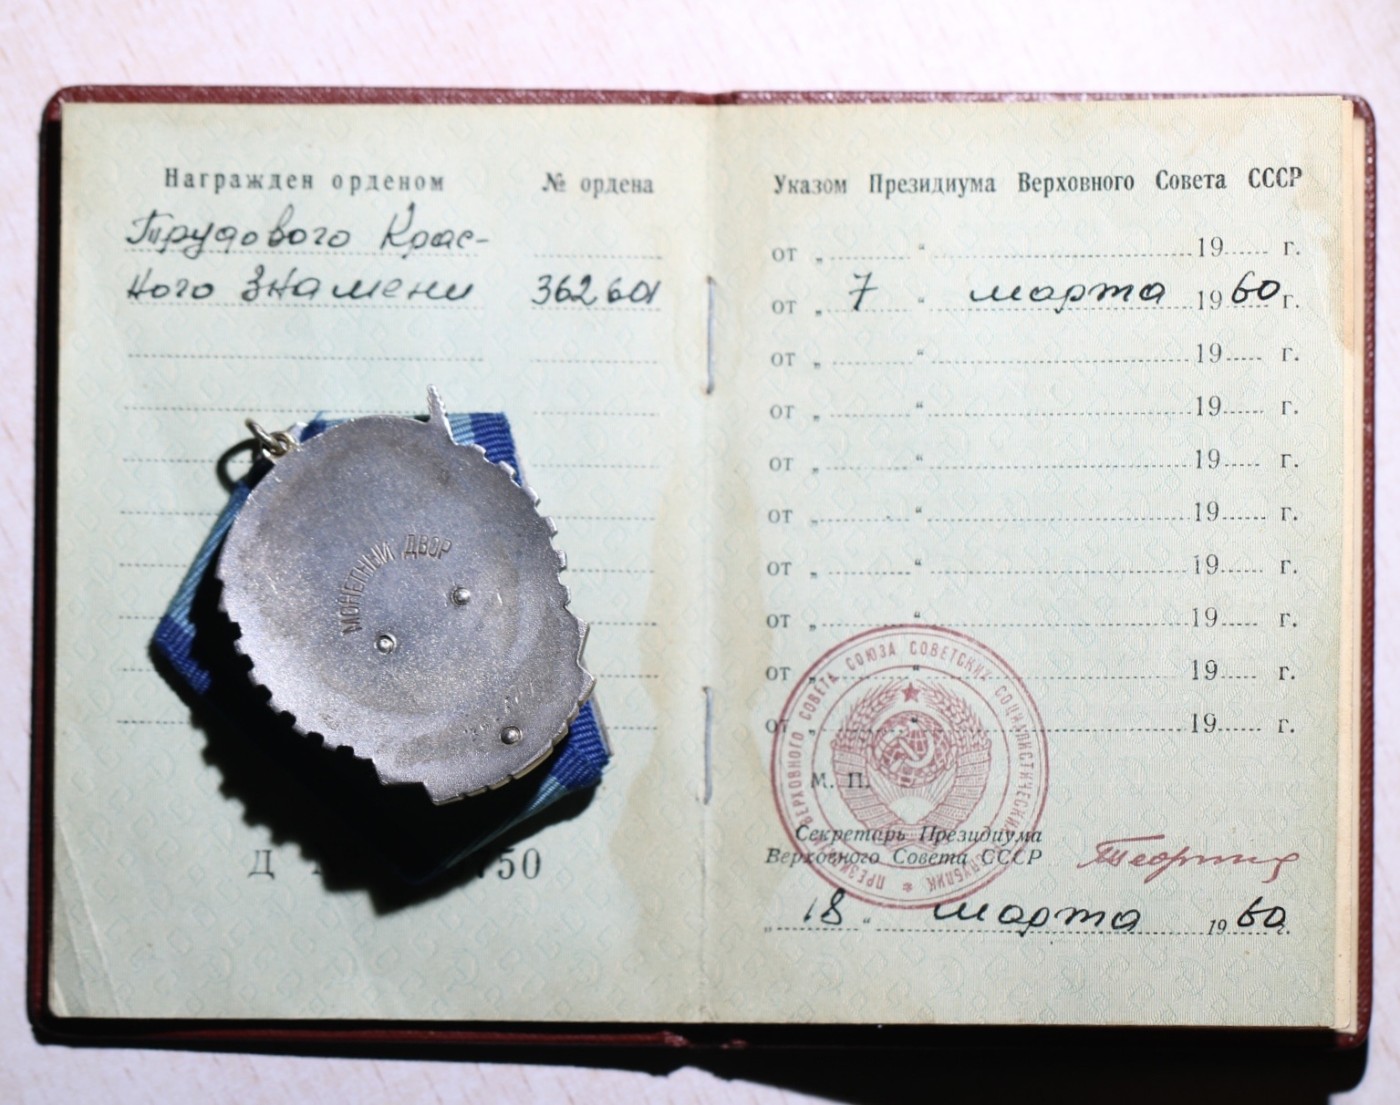 Награжден орденом
№ ордена
Трудового Крас-
ного Знамени 362601
МОНЕТНЫЙ ДВОР
Д 50
Указом Президиума Верховного Совета СССР
от „ “ 19 г.
от „ 7 “ марта 1960 г.
от „ “ 19 г.
от „ “ 19 г.
от „ “ 19 г.
от „ “ 19 г.
от „ “ 19 г.
от „ “ 19 г.
от „ “ 19 г.
от „ “ 19 г.
ПРЕЗИДИУМ ВЕРХОВНОГО СОВЕТА СОЮЗА СОВЕТСКИХ СОЦИАЛИСТИЧЕСКИХ РЕСПУБЛИК
М. П.
Секретарь Президиума
Верховного Совета СССР
„ 18 “ марта 1960 г.